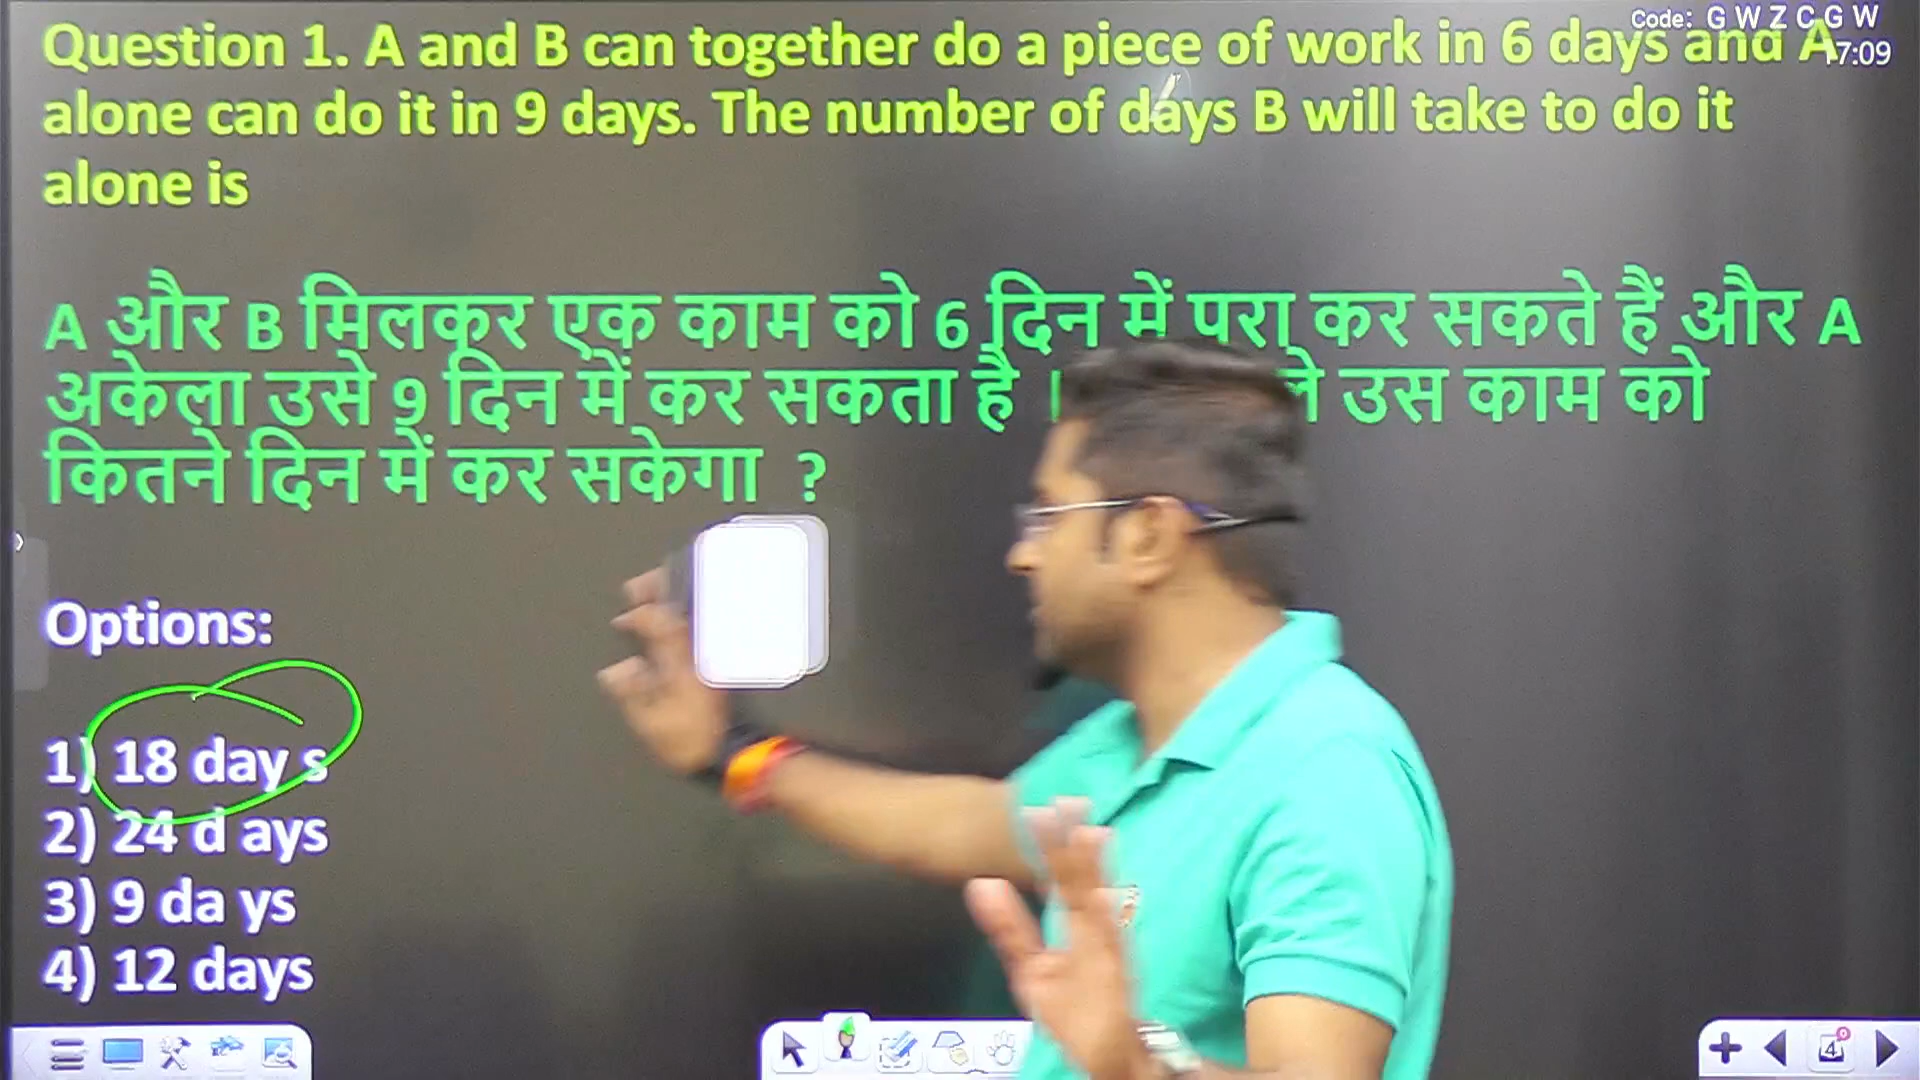 Code: G W Z C G W
17:09
Question 1. A and B can together do a piece of work in 6 days and A
alone can do it in 9 days. The number of days B will take to do it
alone is
A और B मिलकर एक काम को 6 दिन में पूरा कर सकते हैं और A
अकेला उसे 9 दिन में कर सकता है । उस काम को
कितने दिन में कर सकेगा ?
Options:
1) 18 day s
2) 24 d ays
3) 9 da ys
4) 12 days
4